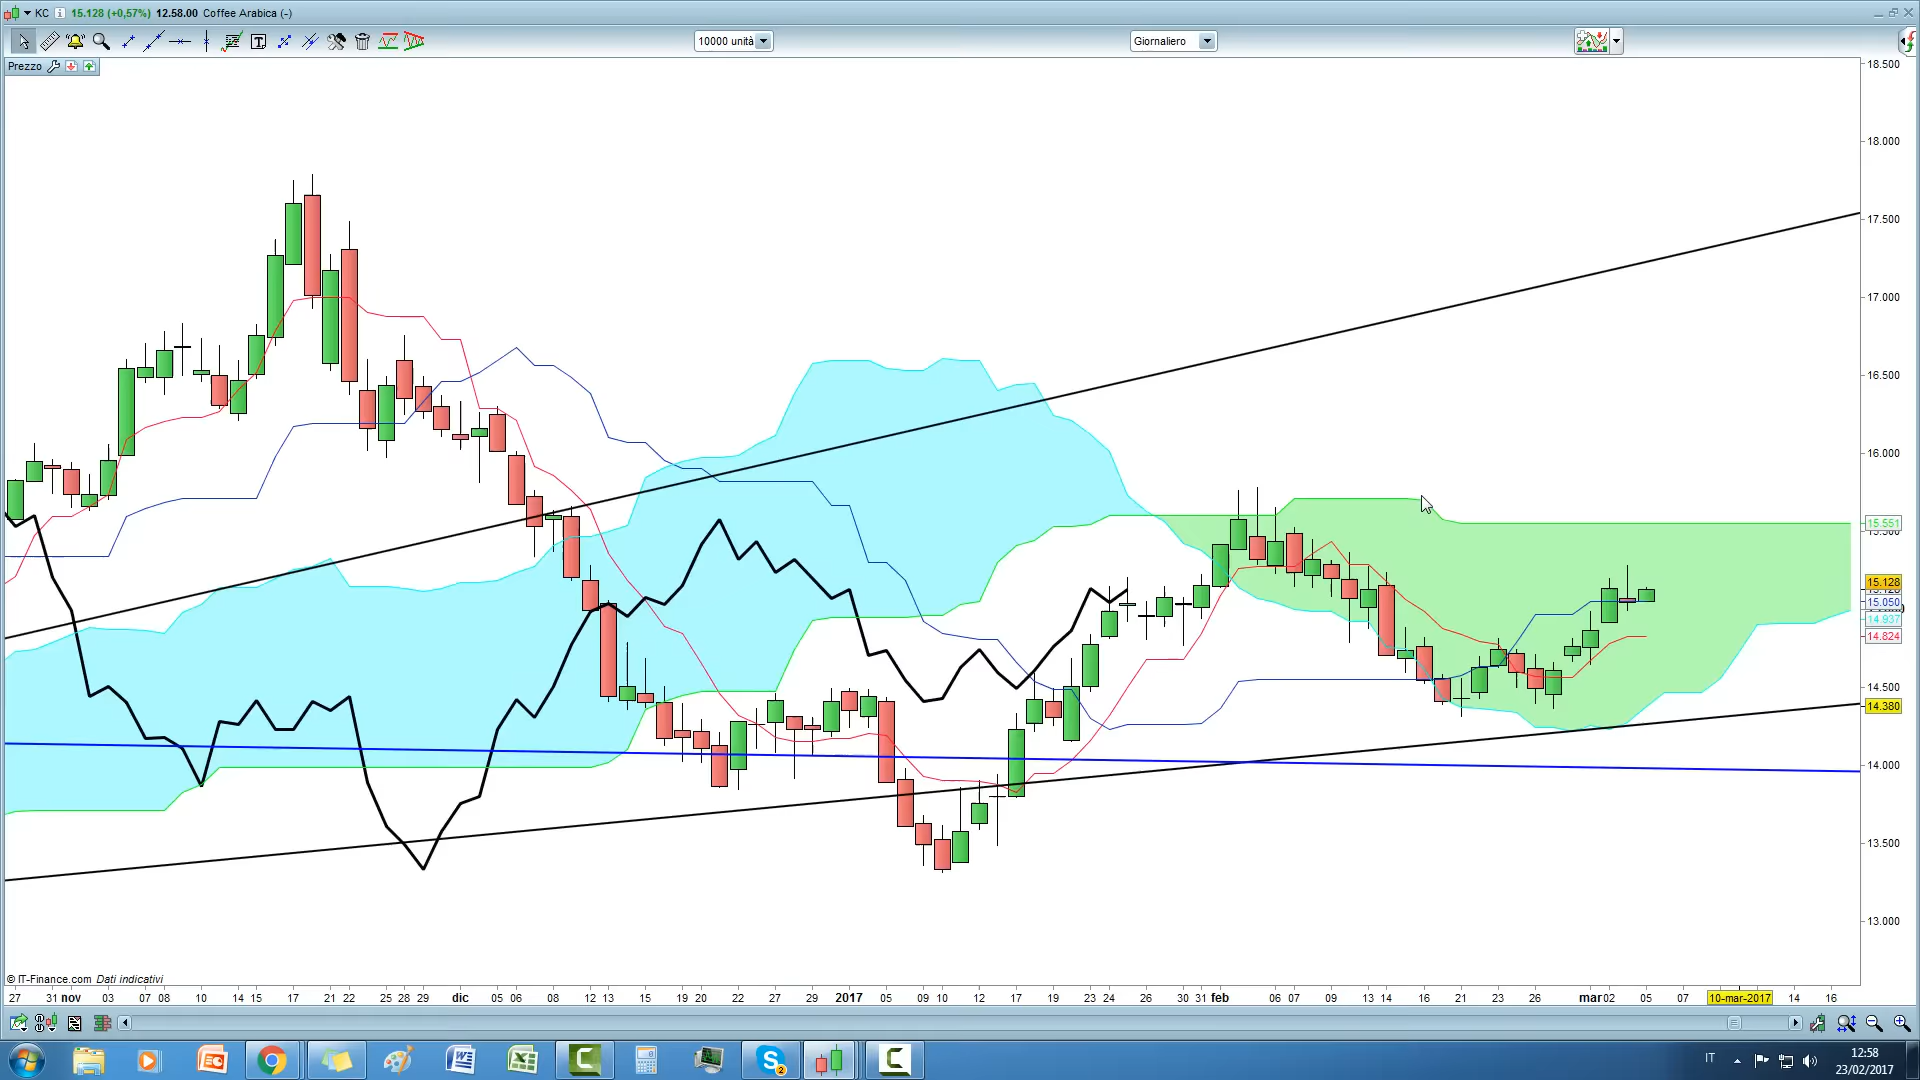 KC 15.128 (+0,57%) 12.58.00 Coffee Arabica (-)
10000 unità
Giornaliero
Prezzo
18.500
18.000
17.500
17.000
16.500
16.000
15.551
15.500
15.128
15.050
14.937
14.824
14.500
14.380
14.000
13.500
13.000
© IT-Finance.com Dati indicativi
27 31 nov 03 07 08 10 14 15 17 21 22 25 28 29 dic 05 06 08 12 13 15 19 20 22 27 29 2017 05 09 10 12 17 19 23 24 26 30 31 feb 06 07 09 13 14 16 21 23 26 mar 02 05 07 10-mar-2017 14 16
S 2
IT
12:58
23/02/2017